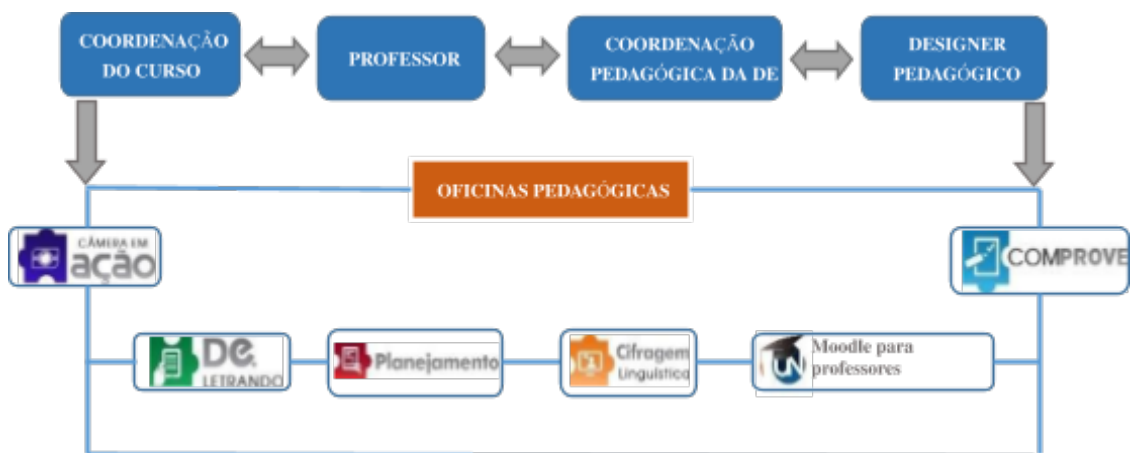 COORDENAÇÃO
DO CURSO
PROFESSOR
COORDENAÇÃO
PEDAGÓGICA DA DE
DESIGNER
PEDAGÓGICO
OFICINAS PEDAGÓGICAS
CÂMERA EM
AÇÃO
COMPROVE
DE.
LETRANDO
Planejamento
Cifragem
Linguística
UN
Moodle para
professores